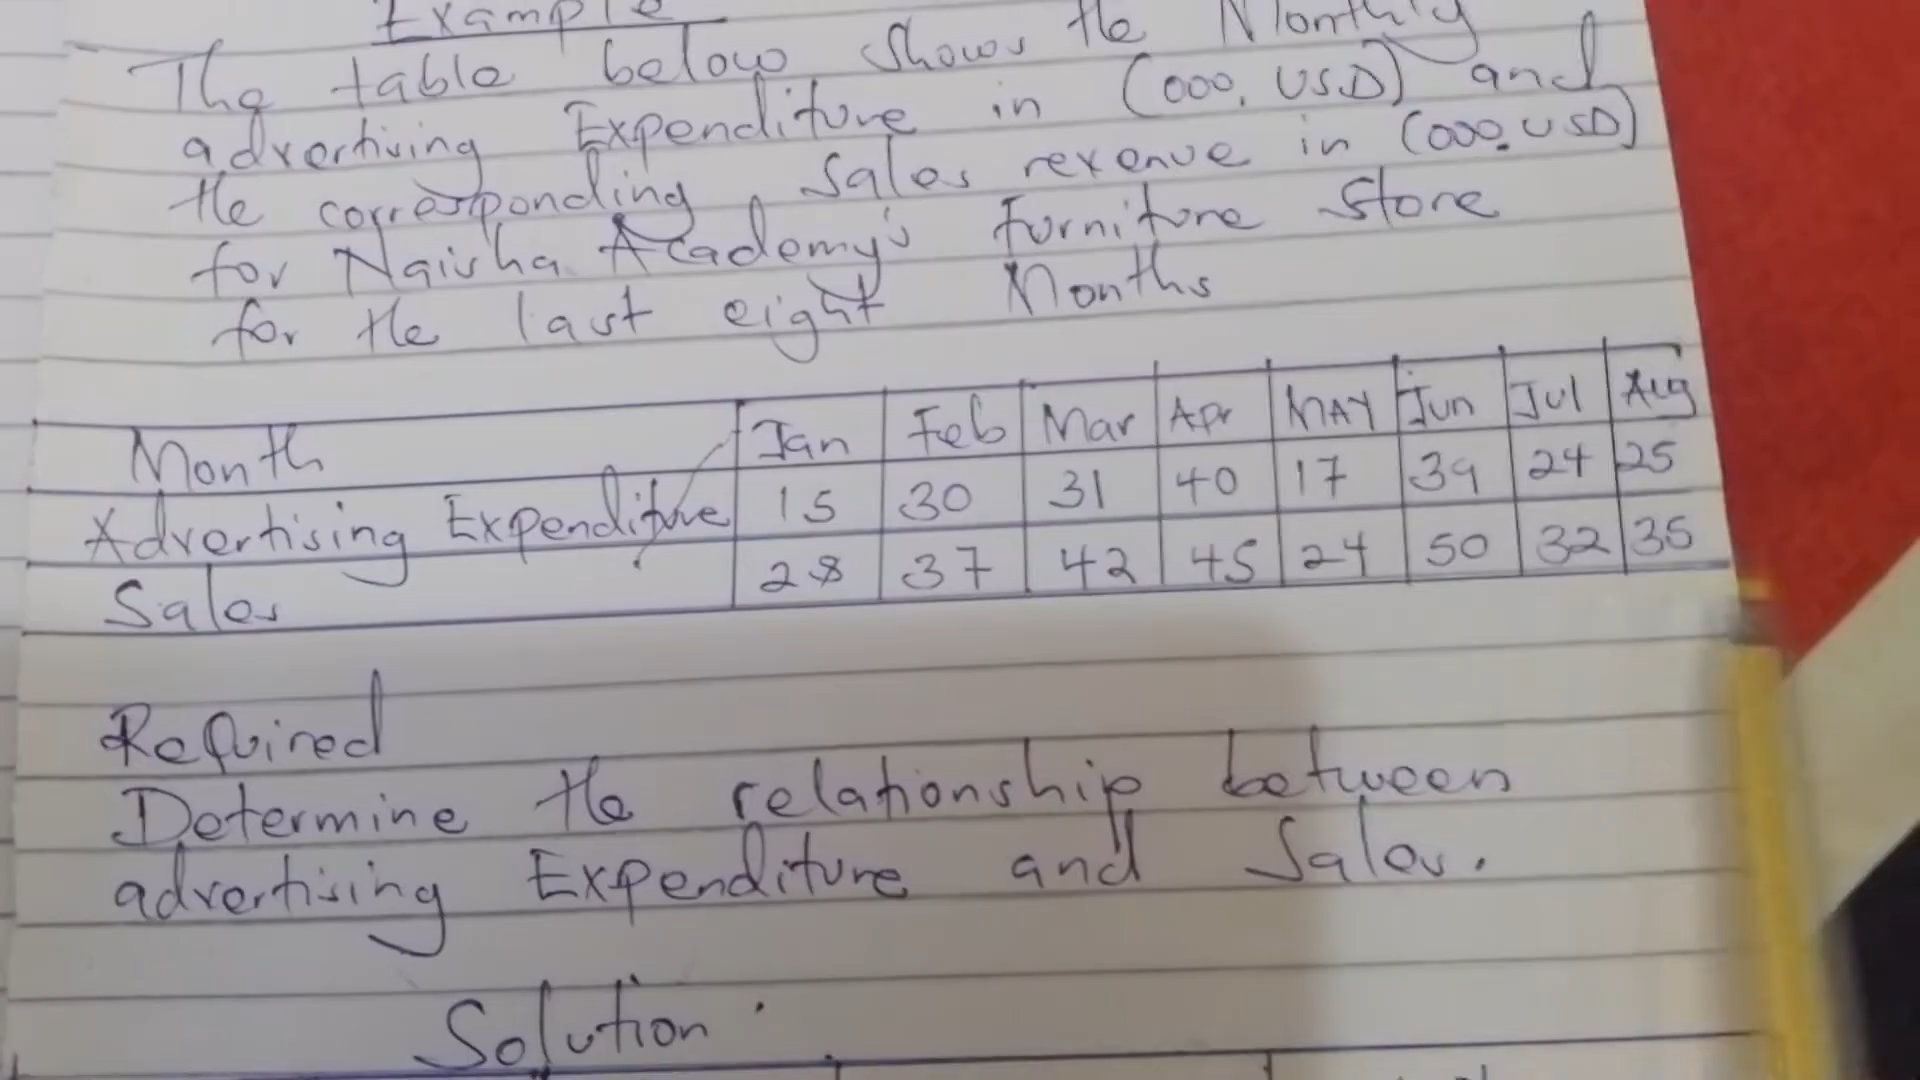 Example
The table below shows the Monthly
advertising Expenditure in (000, USD) and
the corresponding Sales revenue in (000. USD)
for Naisha Academy's Furniture Store
for the last eight Months
Month Jan Feb Mar Apr MAY Jun Jul Aug
Advertising Expenditure 15 30 31 40 17 39 24 25
Sales 28 37 42 45 24 50 32 35
Required
Determine the relationship between
advertising Expenditure and Sales.
Solution